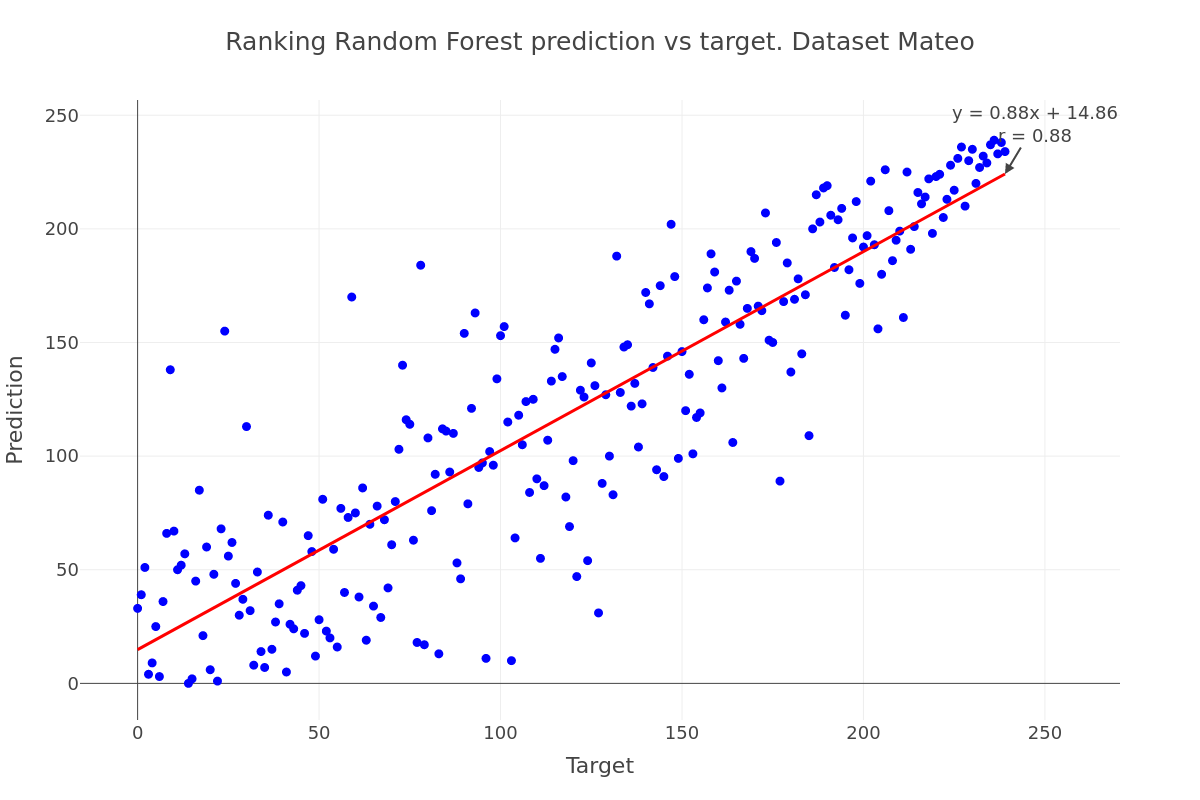 Ranking Random Forest prediction vs target. Dataset Mateo
y = 0.88x + 14.86
r = 0.88
250
200
150
100
50
0
Prediction
0 50 100 150 200 250
Target